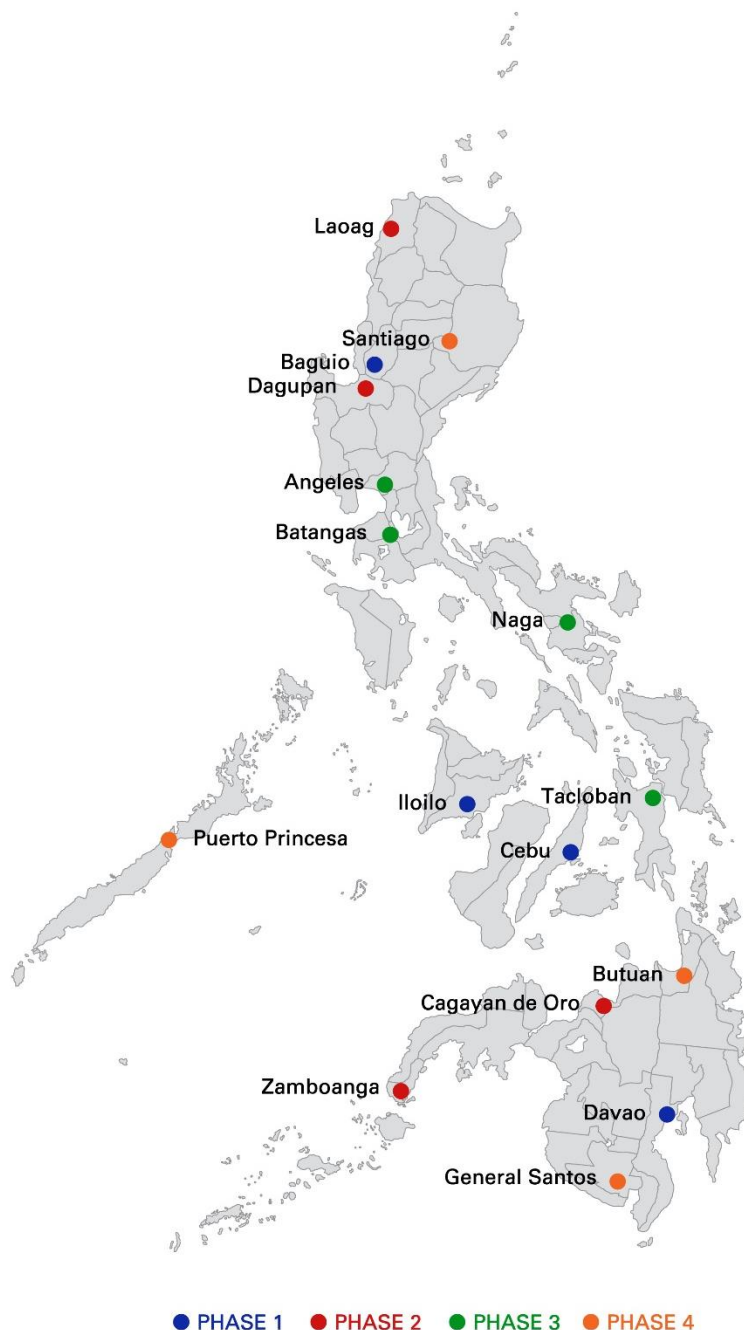 Laoag
Santiago
Baguio
Dagupan
Angeles
Batangas
Naga
Iloilo
Tacloban
Cebu
Puerto Princesa
Butuan
Cagayan de Oro
Zamboanga
Davao
General Santos
PHASE 1 PHASE 2 PHASE 3 PHASE 4